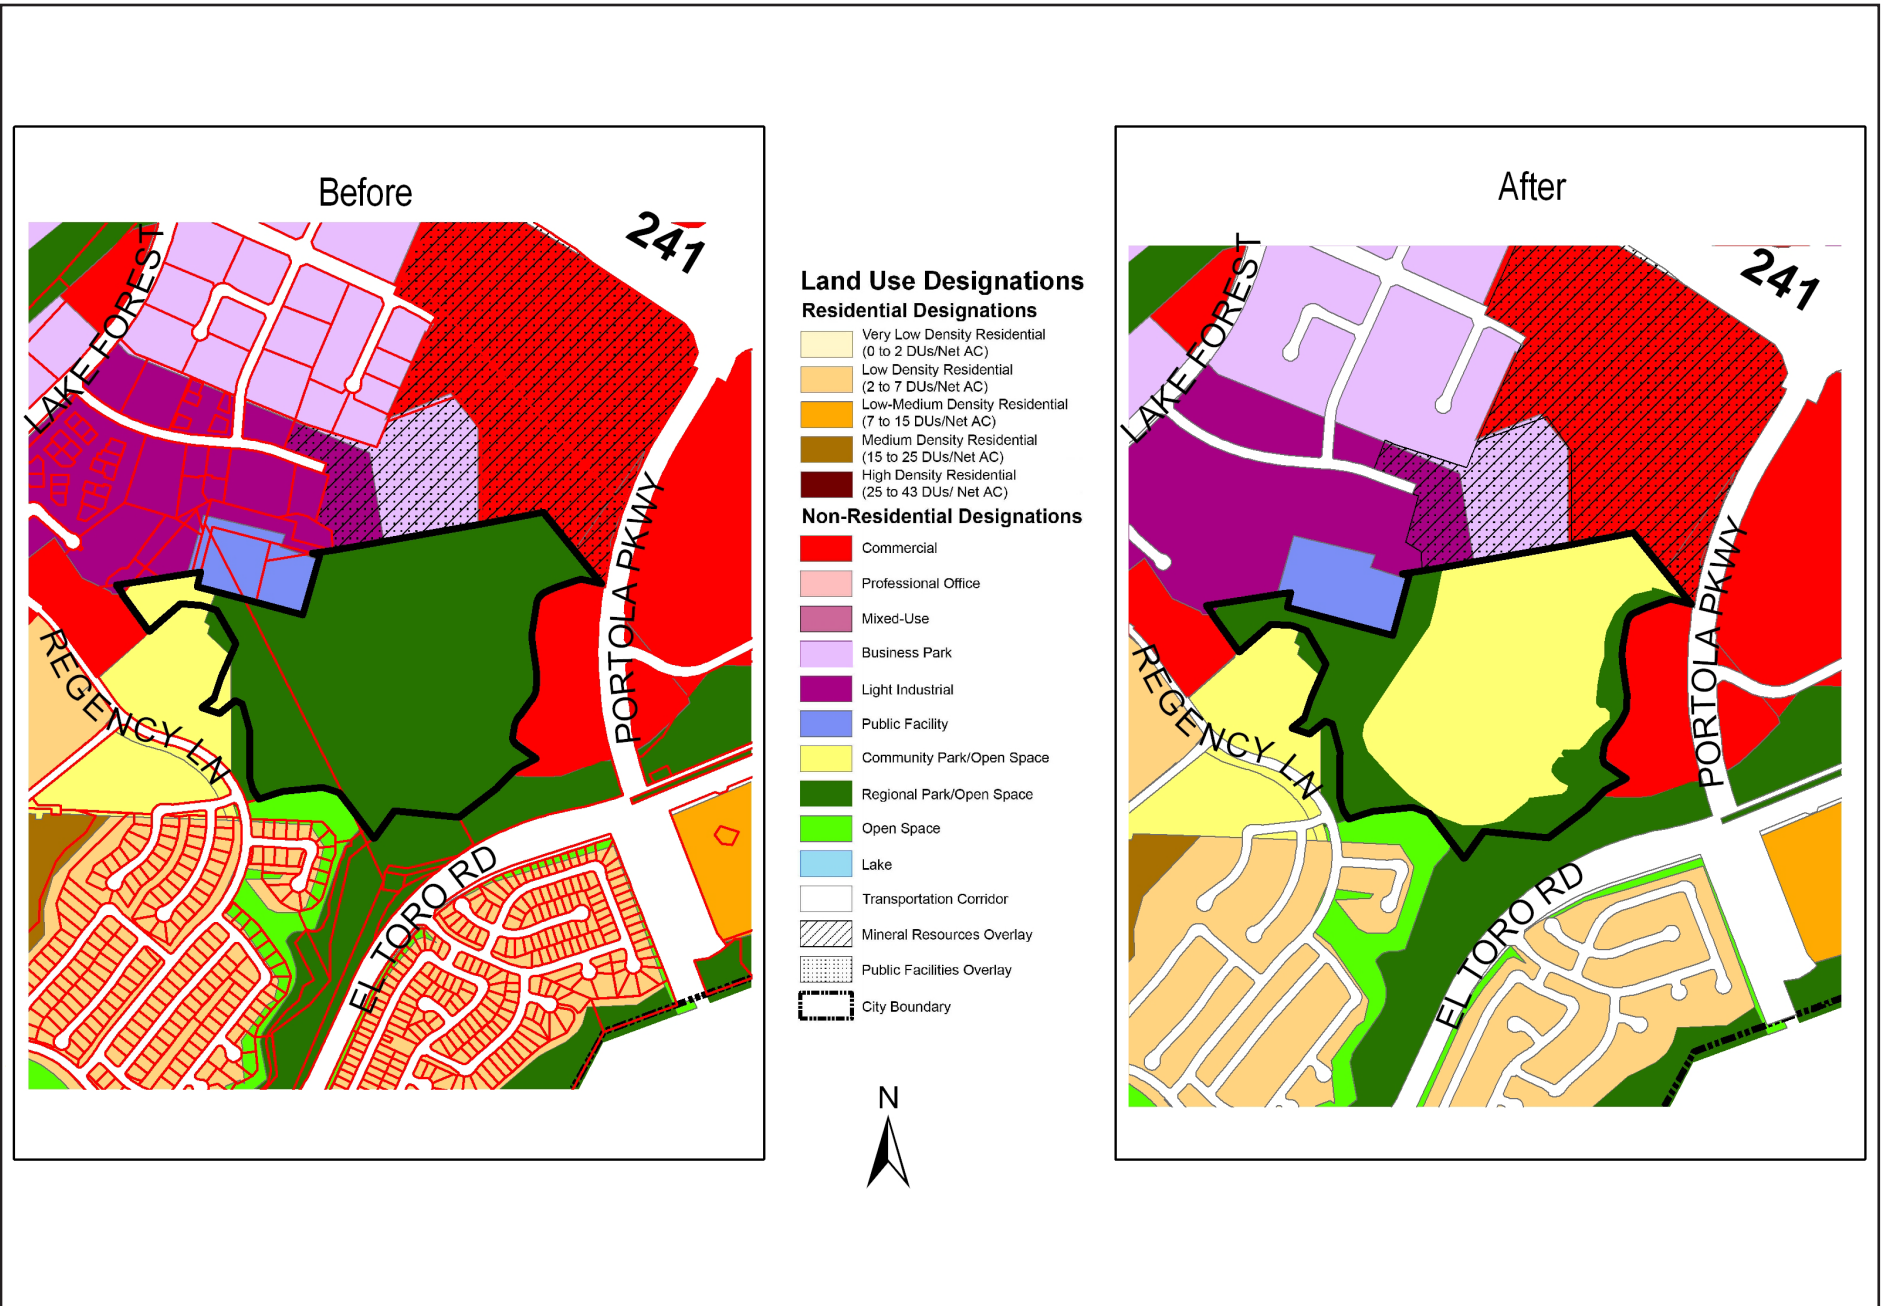 Before
241
LAKE FOREST
PORTOLA PKWY
REGENCY LN
EL TORO RD
Land Use Designations
Residential Designations
Very Low Density Residential
(0 to 2 DUs/Net AC)
Low Density Residential
(2 to 7 DUs/Net AC)
Low-Medium Density Residential
(7 to 15 DUs/Net AC)
Medium Density Residential
(15 to 25 DUs/Net AC)
High Density Residential
(25 to 43 DUs/ Net AC)
Non-Residential Designations
Commercial
Professional Office
Mixed-Use
Business Park
Light Industrial
Public Facility
Community Park/Open Space
Regional Park/Open Space
Open Space
Lake
Transportation Corridor
Mineral Resources Overlay
Public Facilities Overlay
City Boundary
N
After
241
LAKE FOREST
PORTOLA PKWY
REGENCY LN
EL TORO RD